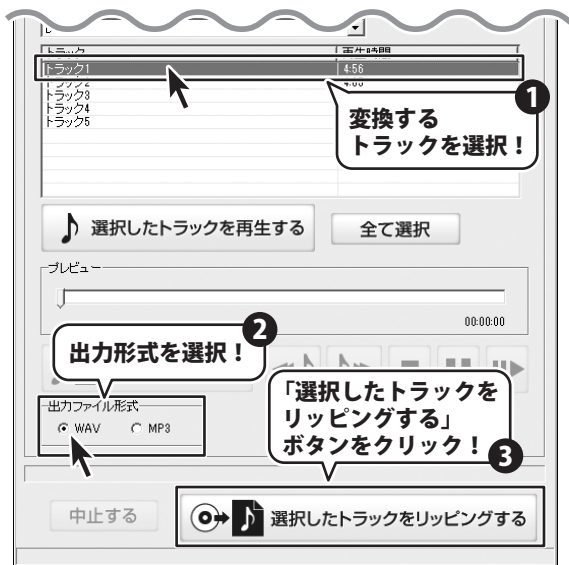 トラック 再生時間
トラック1 4:56
トラック3
トラック4
トラック5
1
変換する
トラックを選択!
選択したトラックを再生する 全て選択
プレビュー
00:00:00
2
出力形式を選択!
出力ファイル形式
WAV MP3
「選択したトラックを
リッピングする」
ボタンをクリック!
3
中止する 選択したトラックをリッピングする